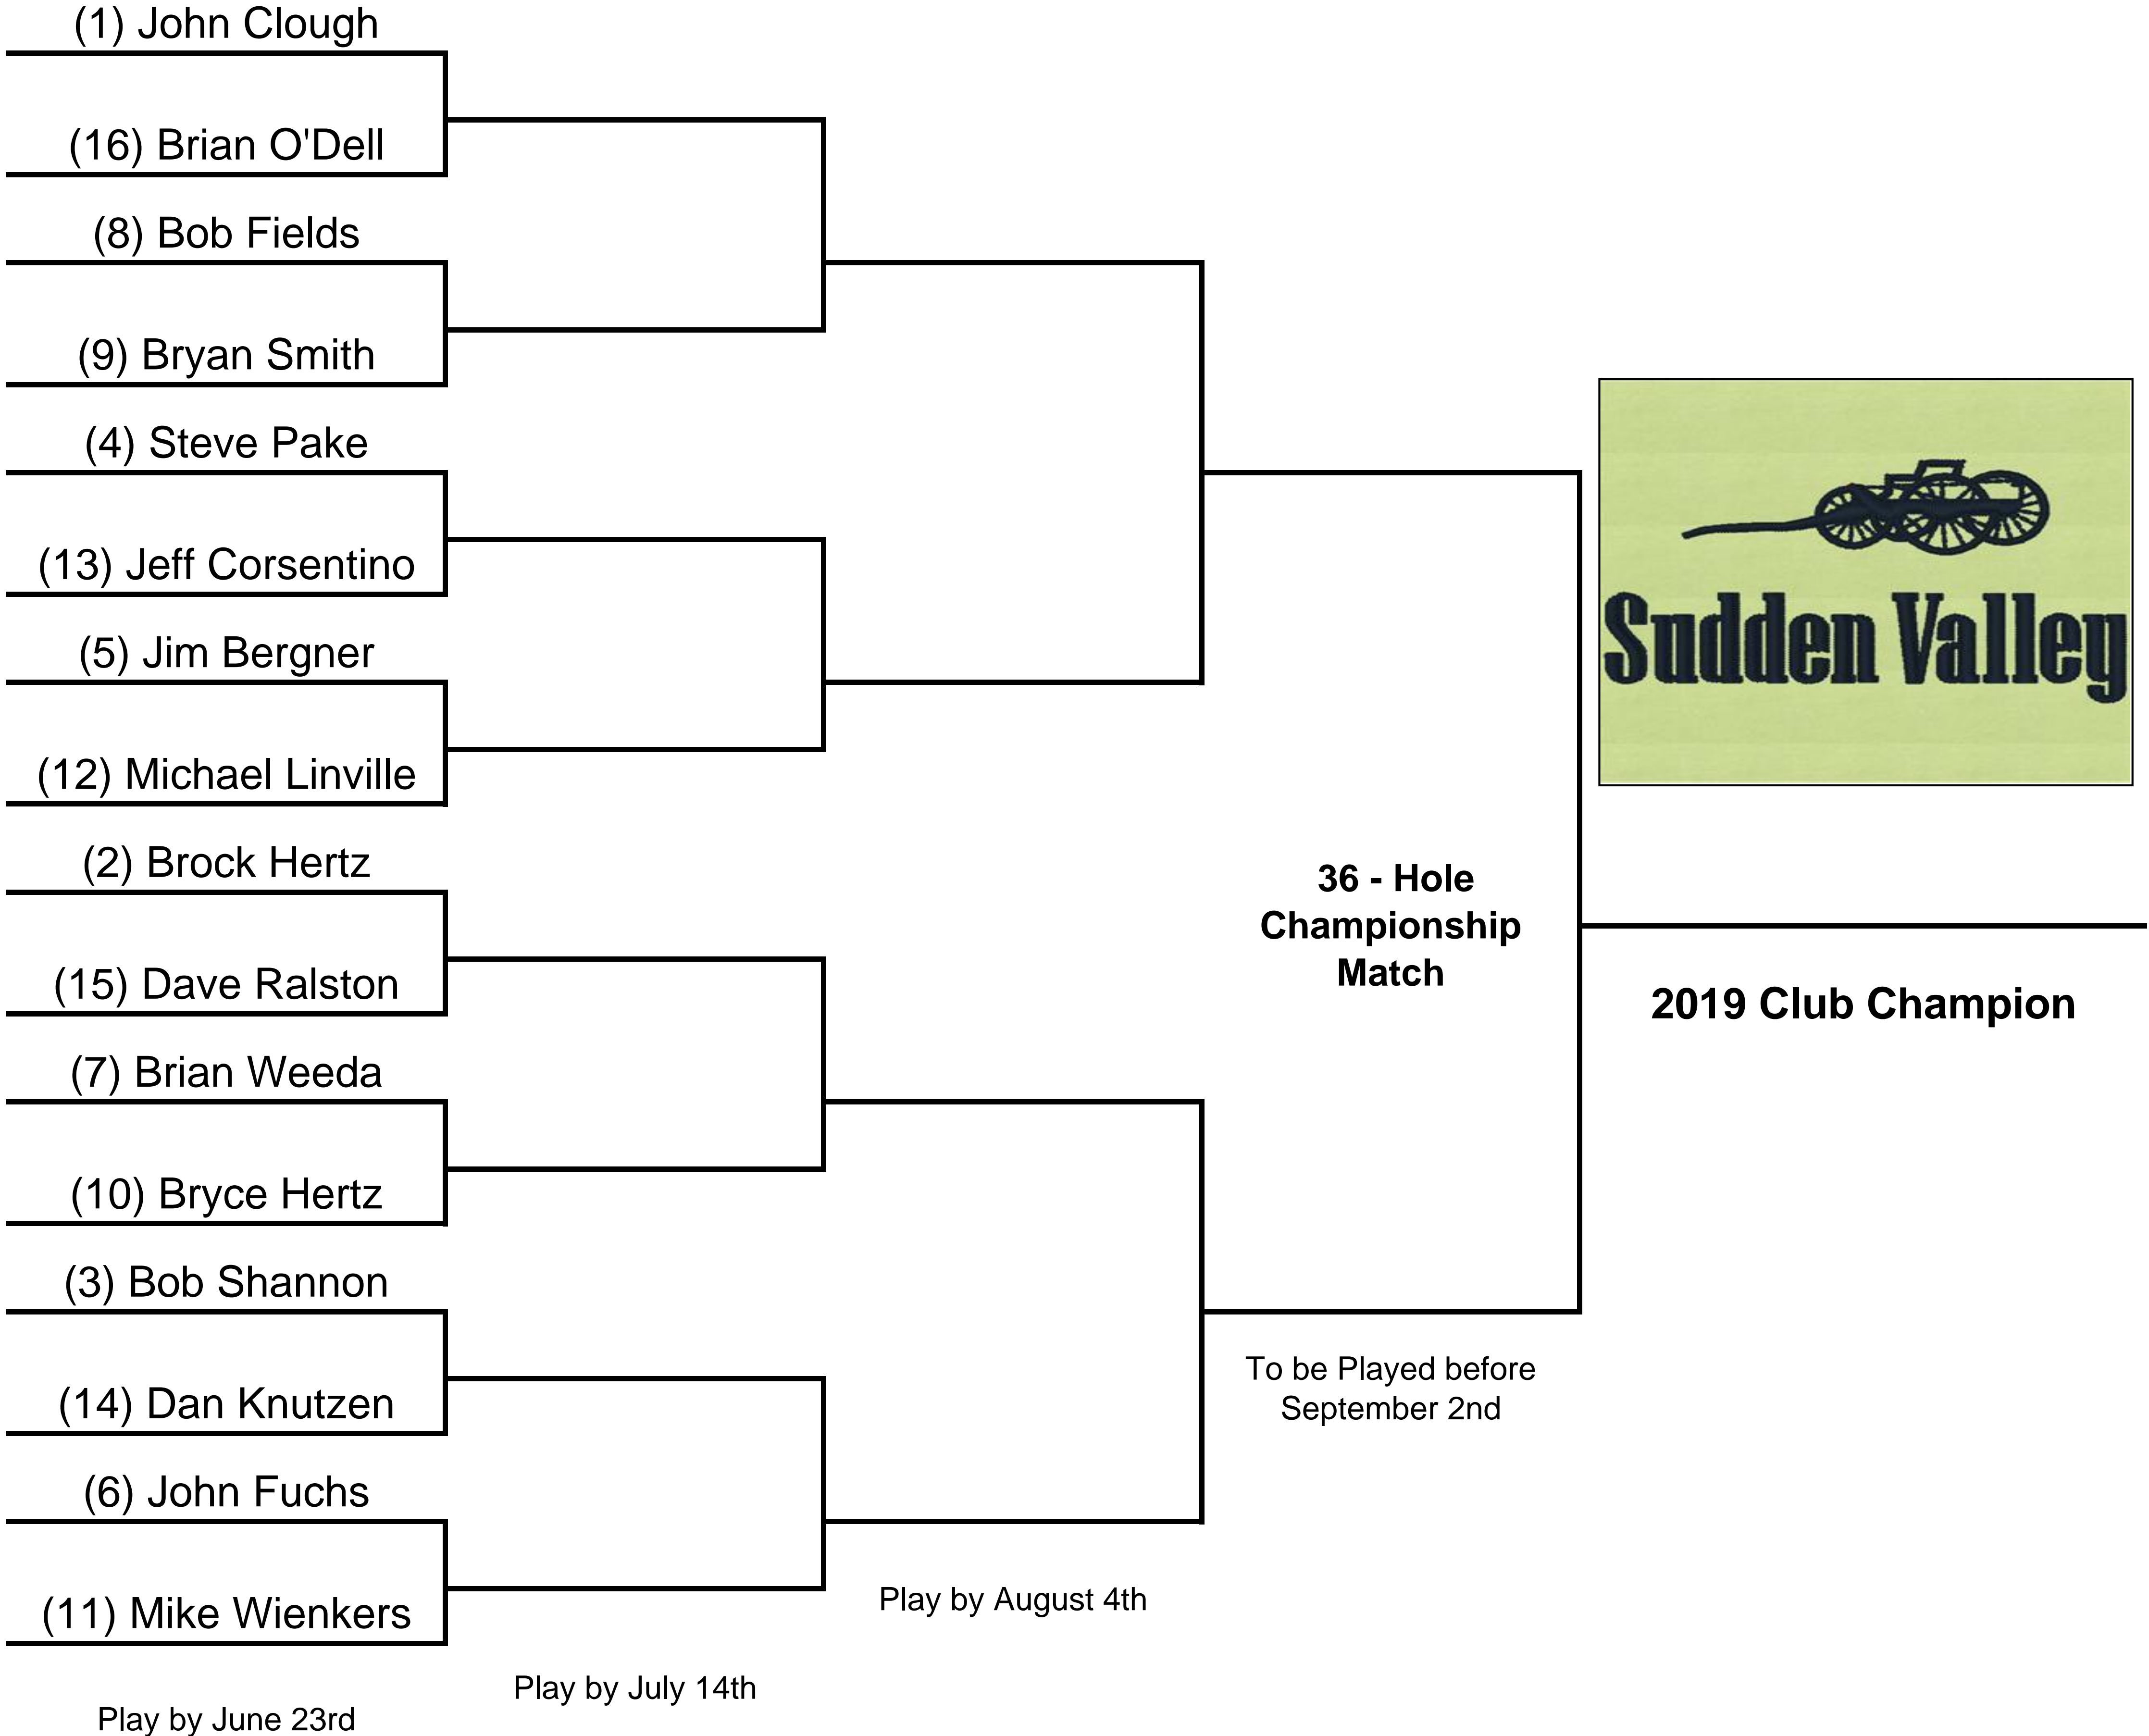 (1) John Clough
(16) Brian O'Dell
(8) Bob Fields
(9) Bryan Smith
(4) Steve Pake
(13) Jeff Corsentino
(5) Jim Bergner
(12) Michael Linville
(2) Brock Hertz
(15) Dave Ralston
(7) Brian Weeda
(10) Bryce Hertz
(3) Bob Shannon
(14) Dan Knutzen
(6) John Fuchs
(11) Mike Wienkers
Play by June 23rd
Play by July 14th
Play by August 4th
36 - Hole
Championship
Match
To be Played before
September 2nd
Sudden Valley
2019 Club Champion